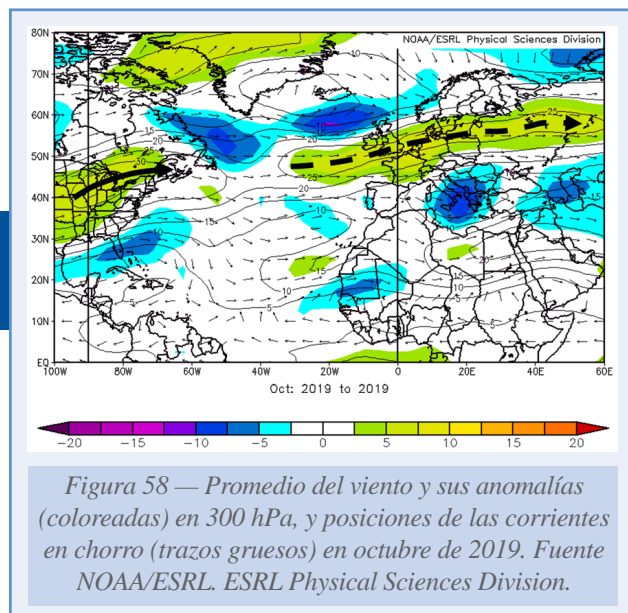 NOAA/ESRL Physical Sciences Division
80N
70N
60N
50N
40N
30N
20N
10N
EQ
100W 80W 60W 40W 20W 0 20E 40E 60E
Oct: 2019 to 2019
-20 -15 -10 -5 0 5 10 15 20
Figura 58 — Promedio del viento y sus anomalías
(coloreadas) en 300 hPa, y posiciones de las corrientes
en chorro (trazos gruesos) en octubre de 2019. Fuente
NOAA/ESRL. ESRL Physical Sciences Division.